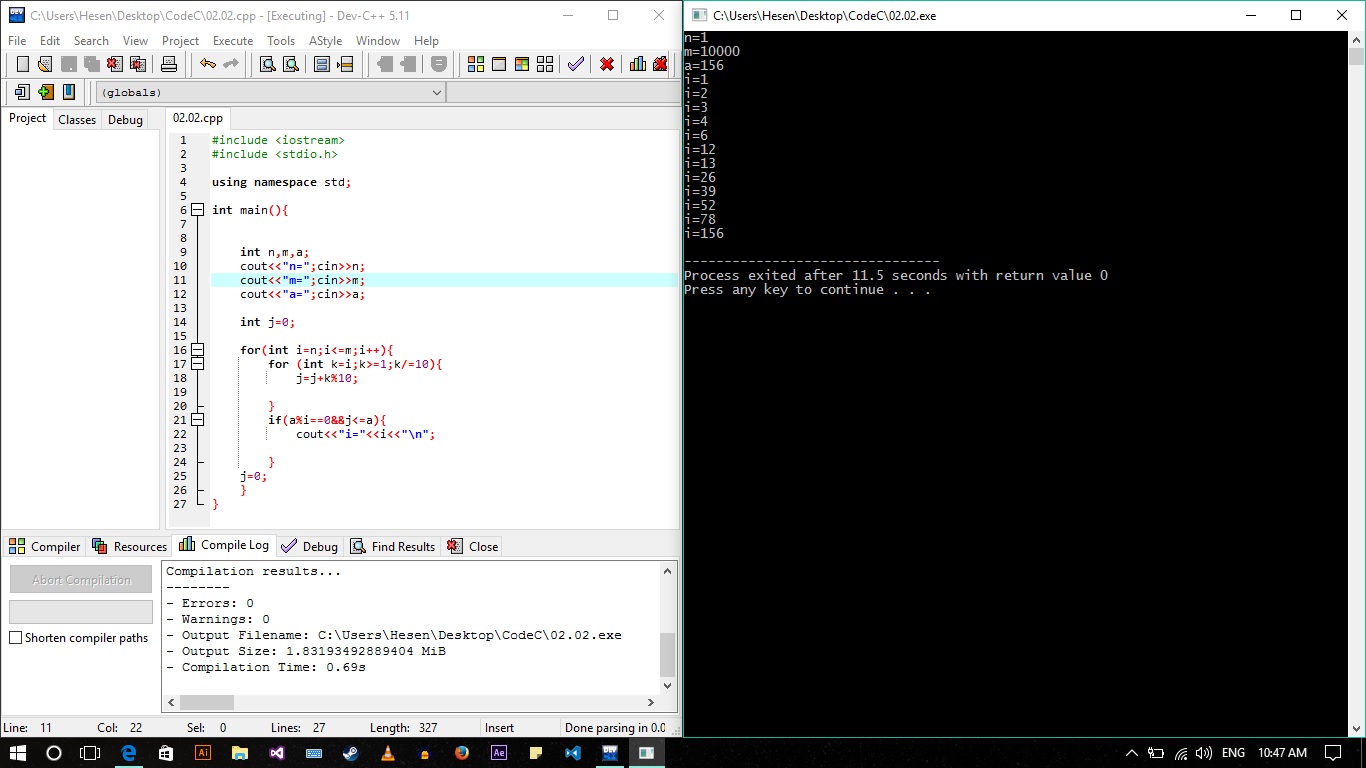 C:\Users\Hesen\Desktop\CodeC\02.02.cpp - [Executing] - Dev-C++ 5.11
File Edit Search View Project Execute Tools AStyle Window Help
(globals)
Project Classes Debug
02.02.cpp
1 #include <iostream>
2 #include <stdio.h>
3
4 using namespace std;
5
6 int main(){
7
8
9 int n,m,a;
10 cout<<"n=";cin>>n;
11 cout<<"m=";cin>>m;
12 cout<<"a=";cin>>a;
13
14 int j=0;
15
16 for(int i=n;i<=m;i++){
17 for (int k=i;k>=1;k/=10){
18 j=j+k%10;
19
20 }
21 if(a%i==0&&j<=a){
22 cout<<"i="<<i<<"\n";
23
24 }
25 j=0;
26 }
27 }
Compiler Resources Compile Log Debug Find Results Close
Abort Compilation
Shorten compiler paths
Compilation results...
--------
- Errors: 0
- Warnings: 0
- Output Filename: C:\Users\Hesen\Desktop\CodeC\02.02.exe
- Output Size: 1.83193492889404 MiB
- Compilation Time: 0.69s
Line: 11 Col: 22 Sel: 0 Lines: 27 Length: 327 Insert Done parsing in 0.0
C:\Users\Hesen\Desktop\CodeC\02.02.exe
n=1
m=10000
a=156
i=1
i=2
i=3
i=4
i=6
i=12
i=13
i=26
i=39
i=52
i=78
i=156
--------------------------------
Process exited after 11.5 seconds with return value 0
Press any key to continue . . .
Ai
Ae
ENG 10:47 AM